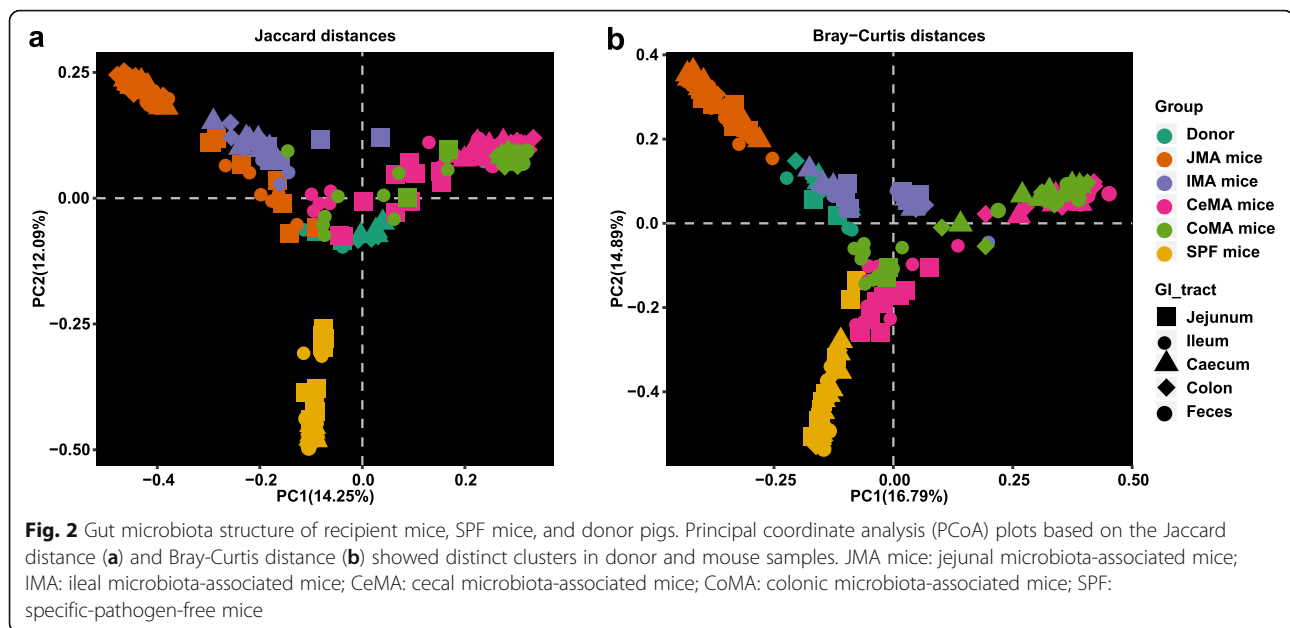 a
Jaccard distances
0.25
0.00
−0.25
−0.50
PC2(12.09%)
−0.4
−0.2
0.0
0.2
PC1(14.25%)
b
Bray−Curtis distances
0.4
0.2
0.0
−0.2
−0.4
PC2(14.89%)
−0.25
0.00
0.25
0.50
PC1(16.79%)
Group
Donor
JMA mice
IMA mice
CeMA mice
CoMA mice
SPF mice
GI_tract
Jejunum
Ileum
Caecum
Colon
Feces
Fig. 2 Gut microbiota structure of recipient mice, SPF mice, and donor pigs. Principal coordinate analysis (PCoA) plots based on the Jaccard
distance (a) and Bray-Curtis distance (b) showed distinct clusters in donor and mouse samples. JMA mice: jejunal microbiota-associated mice;
IMA: ileal microbiota-associated mice; CeMA: cecal microbiota-associated mice; CoMA: colonic microbiota-associated mice; SPF:
specific-pathogen-free mice